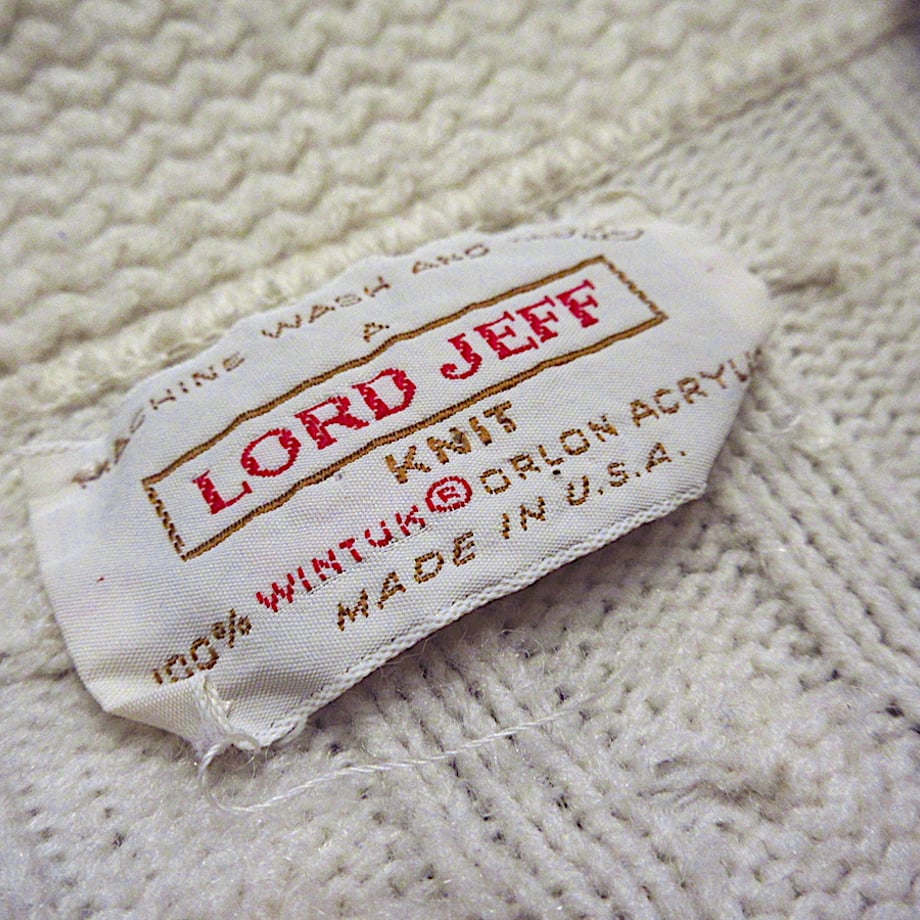 MACHINE WASH AND
A
LORD JEFF
KNIT
100% WINTUK® ORLON ACRYLIC
MADE IN U.S.A.